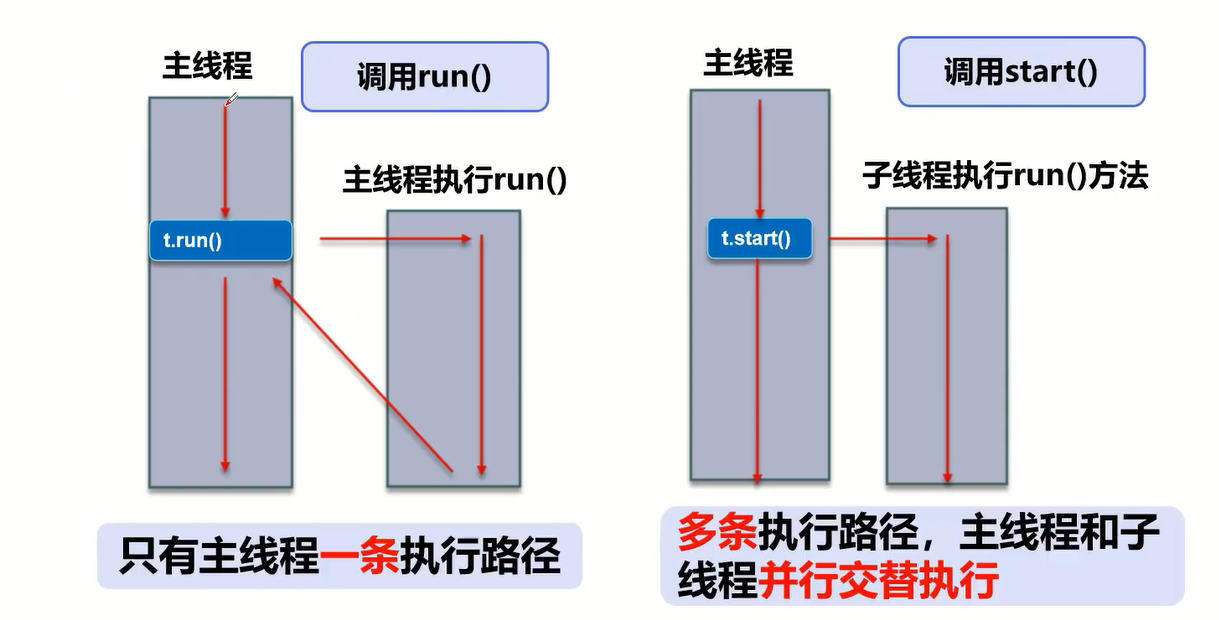 主线程
调用run()
主线程执行run()
t.run()
只有主线程一条执行路径
主线程
调用start()
子线程执行run()方法
t.start()
多条执行路径，主线程和子
线程并行交替执行